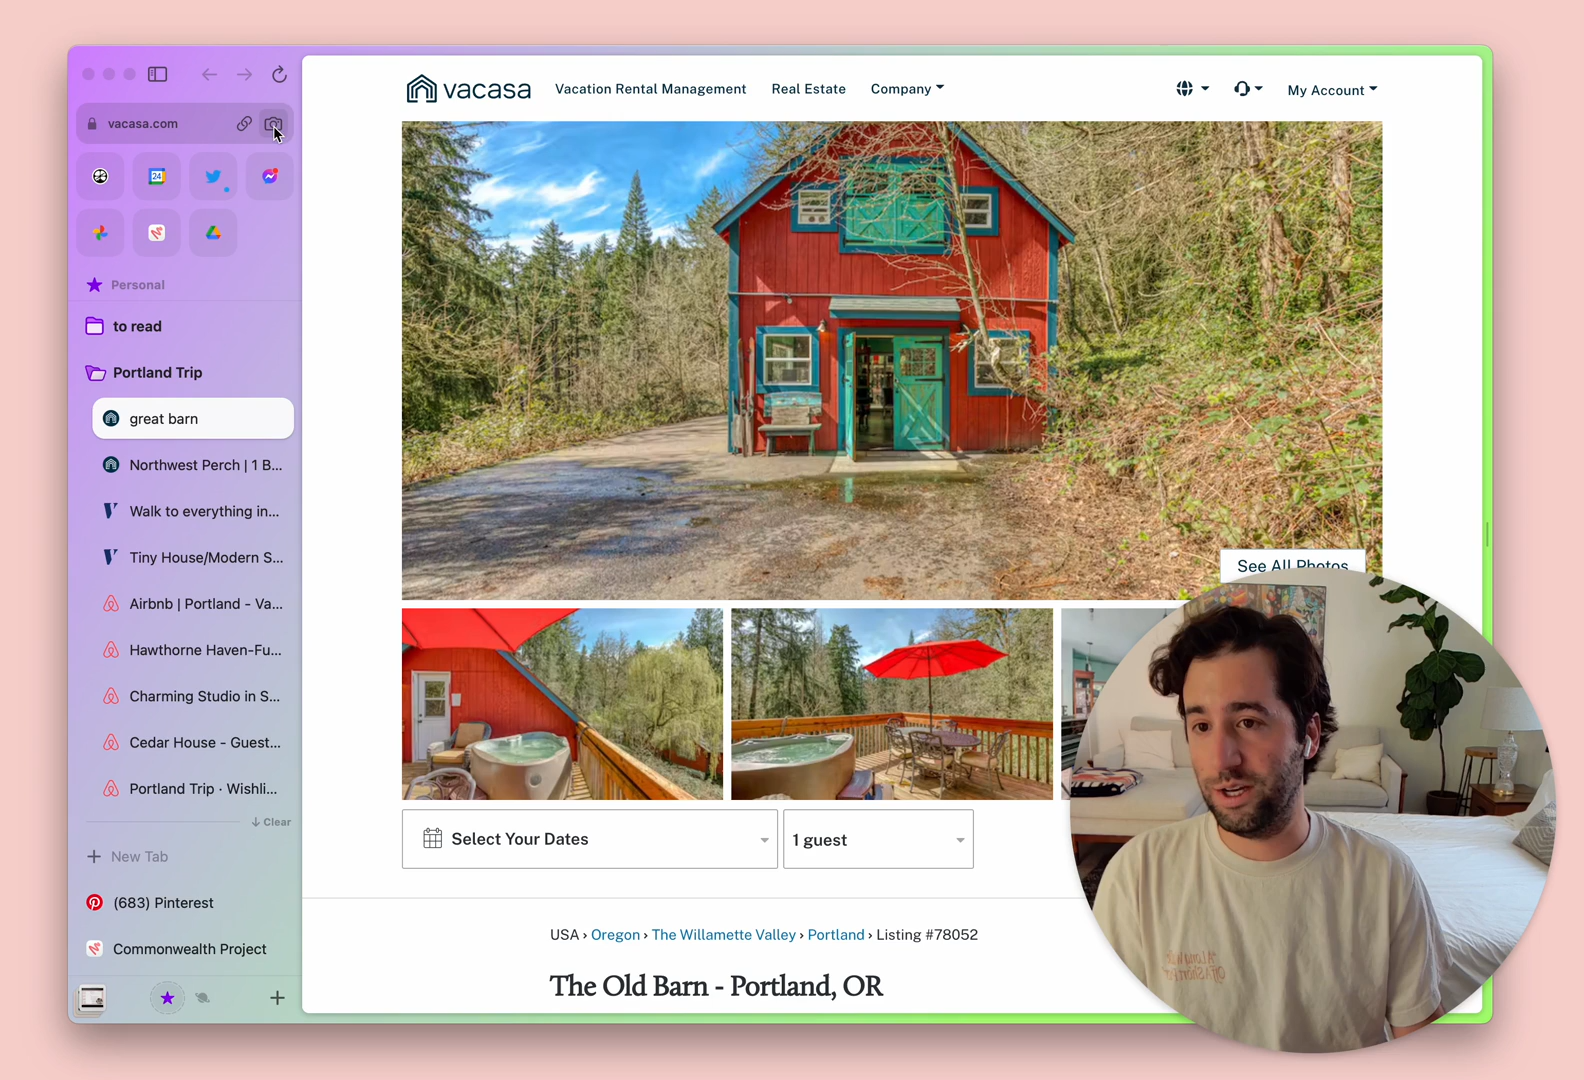 vacasa.com
24
Personal
to read
Portland Trip
great barn
Northwest Perch | 1 B...
Walk to everything in...
Tiny House/Modern S...
Airbnb | Portland - Va...
Hawthorne Haven-Fu...
Charming Studio in S...
Cedar House - Guest...
Portland Trip · Wishli...
Clear
New Tab
(683) Pinterest
Commonwealth Project
vacasa
Vacation Rental Management
Real Estate
Company
My Account
See All Photos
Select Your Dates
1 guest
USA › Oregon › The Willamette Valley › Portland › Listing #78052
The Old Barn - Portland, OR